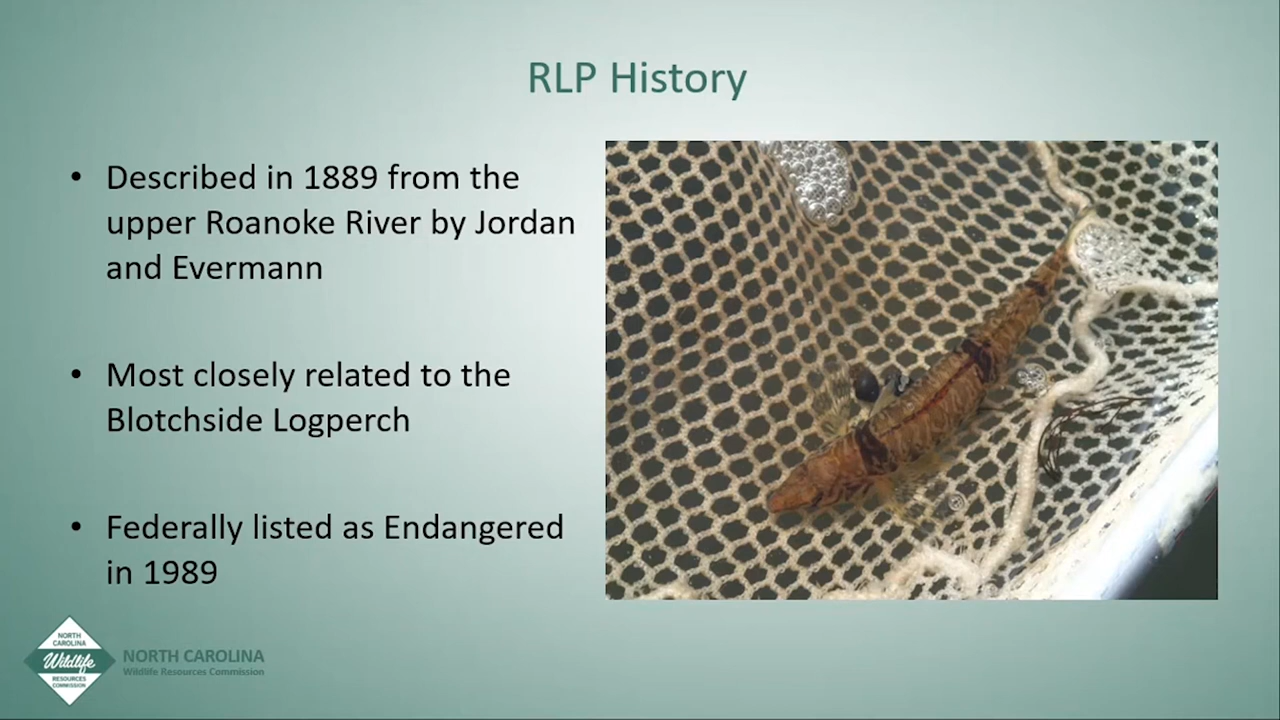 RLP History
• Described in 1889 from the
upper Roanoke River by Jordan
and Evermann
• Most closely related to the
Blotchside Logperch
• Federally listed as Endangered
in 1989
NORTH
CAROLINA
Wildlife
RESOURCES
COMMISSION
NORTH CAROLINA
Wildlife Resources Commission